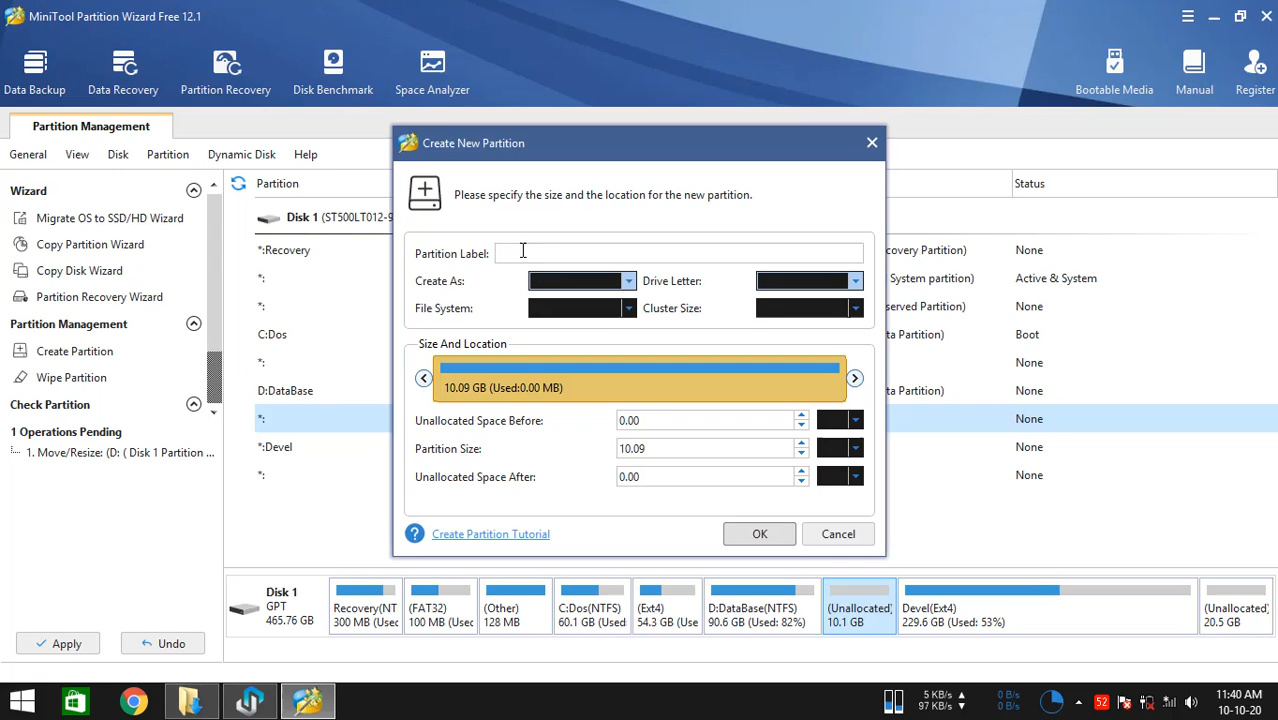 MiniTool Partition Wizard Free 12.1
Data Backup Data Recovery Partition Recovery Disk Benchmark Space Analyzer Bootable Media Manual Register
Partition Management
General View Disk Partition Dynamic Disk Help
Wizard
Migrate OS to SSD/HD Wizard
Copy Partition Wizard
Copy Disk Wizard
Partition Recovery Wizard
Partition Management
Create Partition
Wipe Partition
Check Partition
1 Operations Pending
1. Move/Resize: (D: ( Disk 1 Partition ...
Apply Undo
Partition Status
Disk 1 (ST500LT012-9
*:Recovery covery Partition) None
*: System partition) Active & System
*: served Partition) None
C:Dos ta Partition) Boot
*: None
D:DataBase ta Partition) None
*: None
*:Devel None
*: None
Create New Partition
Please specify the size and the location for the new partition.
Partition Label:
Create As: Drive Letter:
File System: Cluster Size:
Size And Location
10.09 GB (Used:0.00 MB)
Unallocated Space Before: 0.00
Partition Size: 10.09
Unallocated Space After: 0.00
? Create Partition Tutorial OK Cancel
Disk 1
GPT
465.76 GB
Recovery(NT
300 MB (Used
(FAT32)
100 MB (Used
(Other)
128 MB
C:Dos(NTFS)
60.1 GB (Used
(Ext4)
54.3 GB (Use
D:DataBase(NTFS)
90.6 GB (Used: 82%)
(Unallocated)
10.1 GB
Devel(Ext4)
229.6 GB (Used: 53%)
(Unallocated)
20.5 GB
5 KB/s 0 B/s
97 KB/s 0 B/s
52
11:40 AM
10-10-20